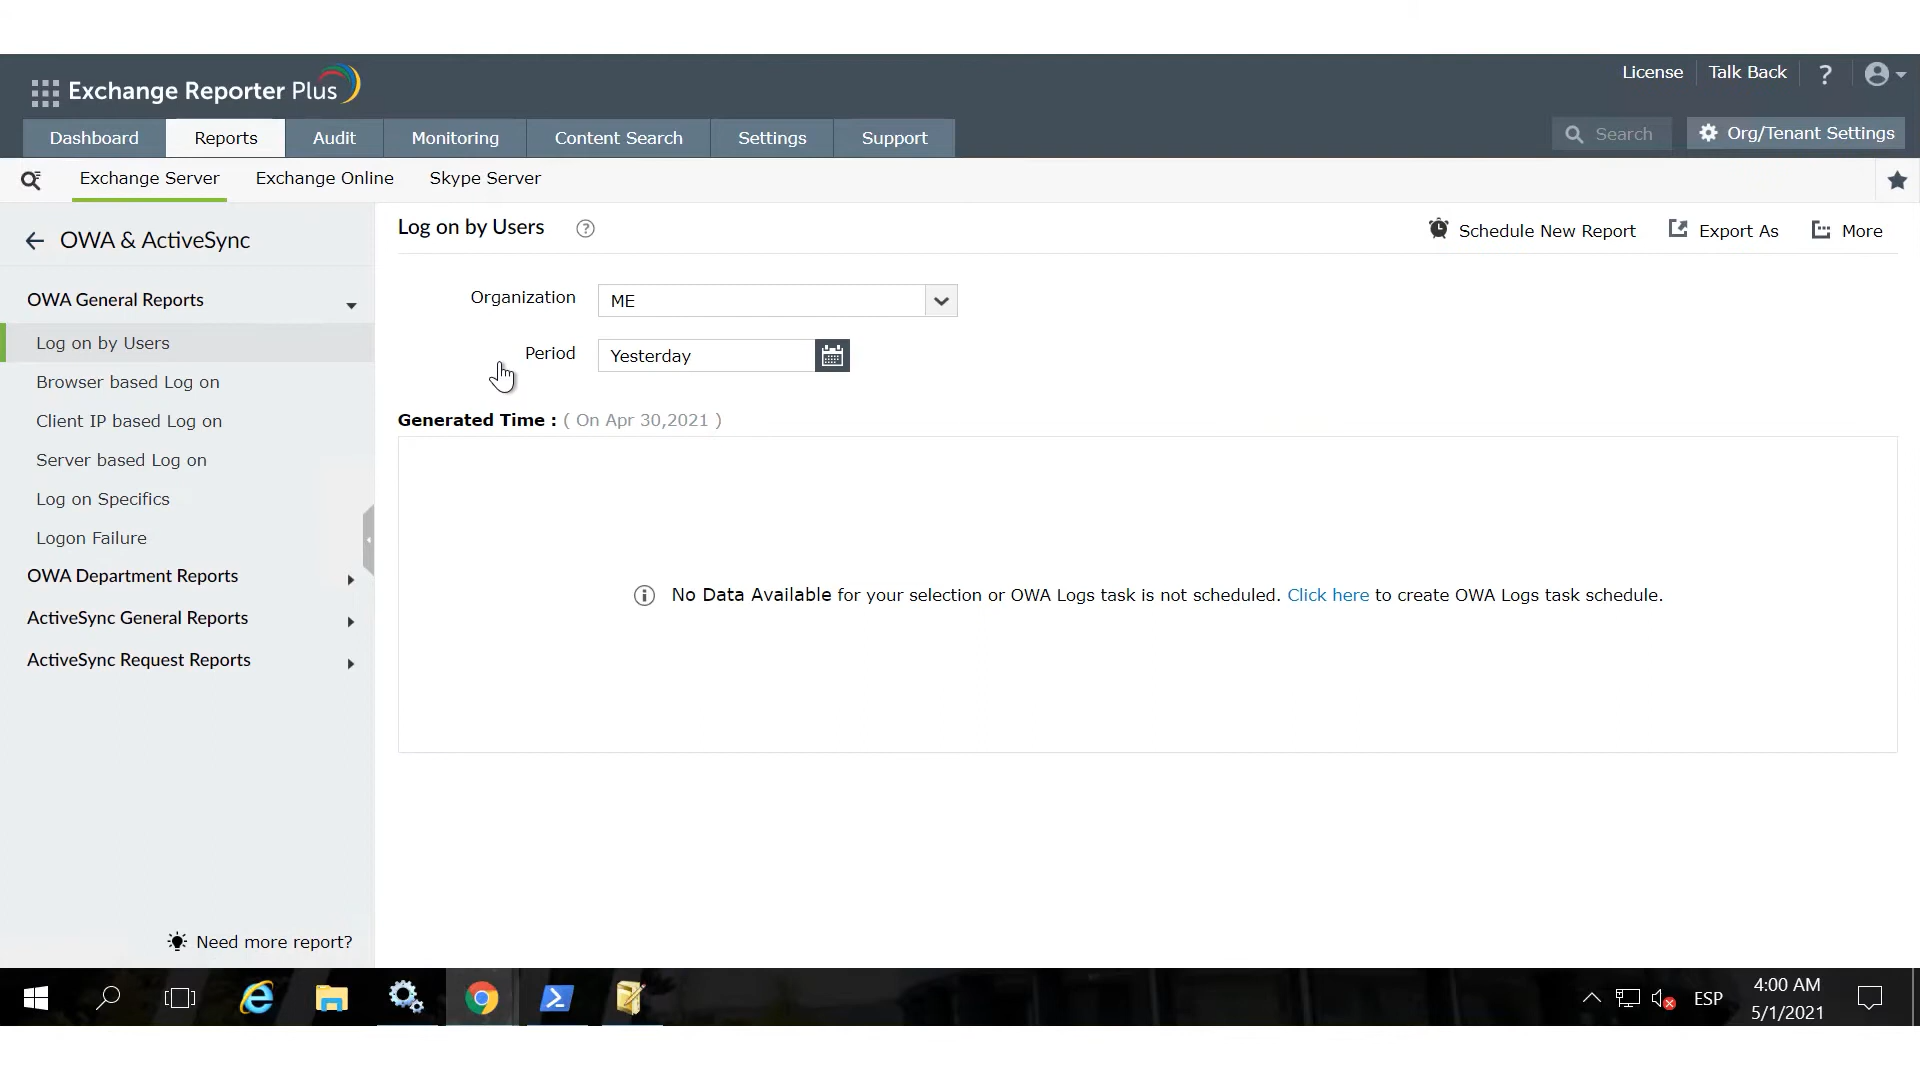 License
Talk Back
?
Exchange Reporter Plus
Dashboard
Reports
Audit
Monitoring
Content Search
Settings
Support
Search
Org/Tenant Settings
Exchange Server
Exchange Online
Skype Server
OWA & ActiveSync
OWA General Reports
Log on by Users
Browser based Log on
Client IP based Log on
Server based Log on
Log on Specifics
Logon Failure
OWA Department Reports
ActiveSync General Reports
ActiveSync Request Reports
Need more report?
Log on by Users ?
Schedule New Report
Export As
More
Organization
ME
Period
Yesterday
Generated Time : ( On Apr 30,2021 )
No Data Available for your selection or OWA Logs task is not scheduled. Click here to create OWA Logs task schedule.
ESP
4:00 AM
5/1/2021